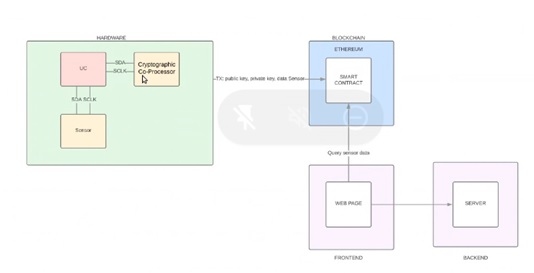 HARDWARE
BLOCKCHAIN
ETHEREUM
UC
SDA
SCLK
Cryptographic
Co-Processor
TX: public key, private key, data Sensor
SMART
CONTRACT
SDA SCLK
Sensor
Query sensor data
WEB PAGE
SERVER
FRONTEND
BACKEND